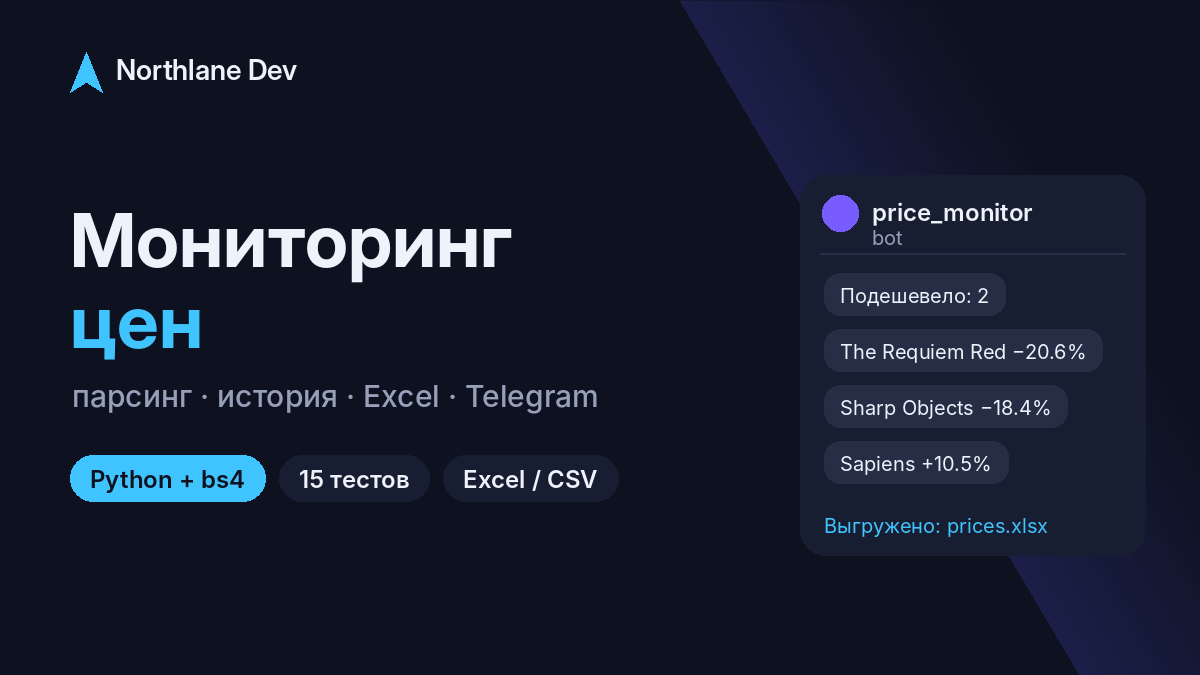 Northlane Dev
Мониторинг
цен
парсинг · история · Excel · Telegram
Python + bs4
15 тестов
Excel / CSV
price_monitor
bot
Подешевело: 2
The Requiem Red −20.6%
Sharp Objects −18.4%
Sapiens +10.5%
Выгружено: prices.xlsx